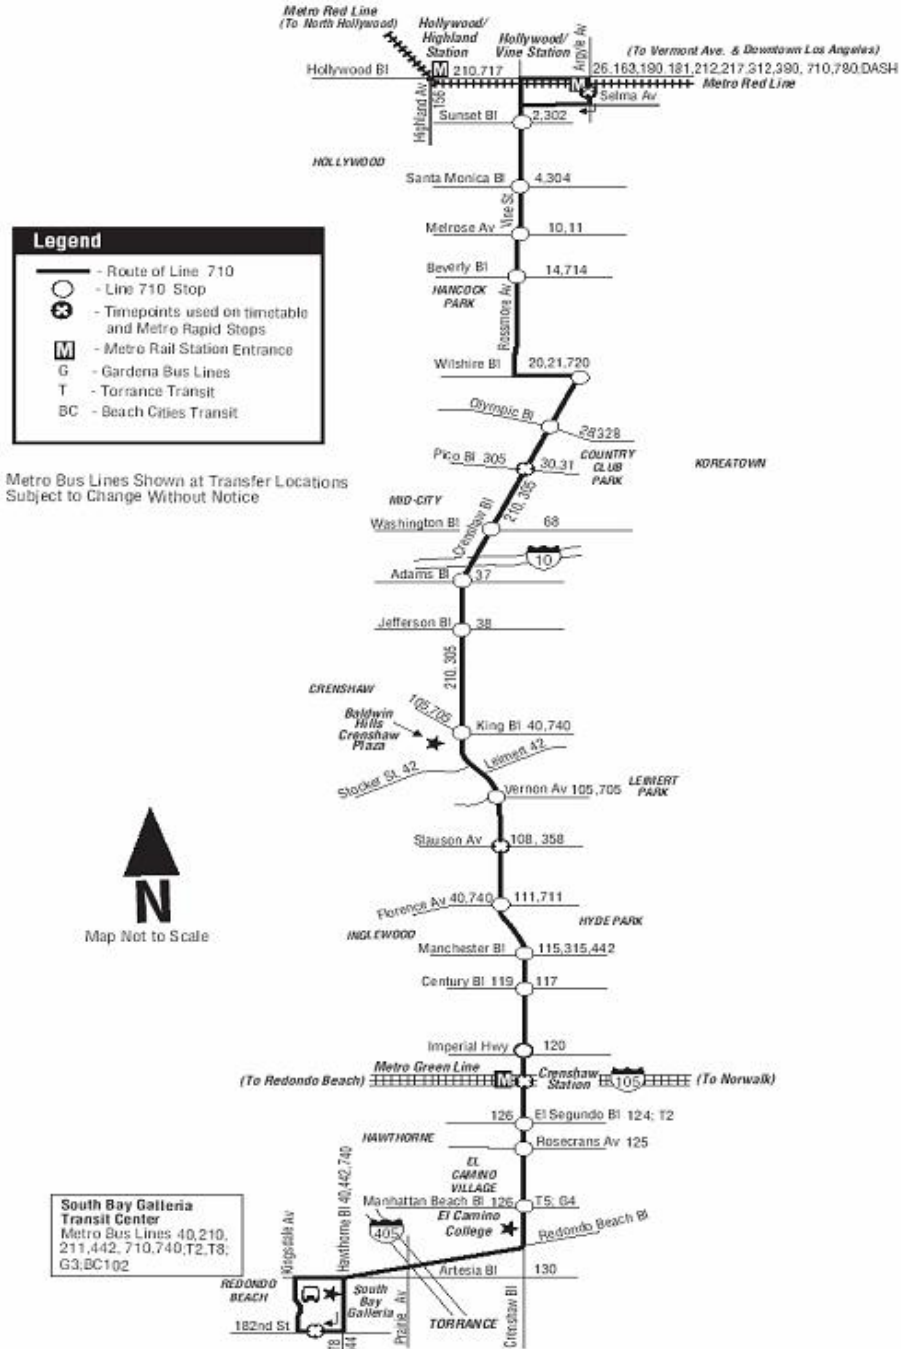 Metro Red Line
(To North Hollywood)
Hollywood/
Highland
Station
Hollywood/
Vine Station
Argyle Av
(To Vermont Ave. & Downtown Los Angeles)
Hollywood Bl
M
210,717
M
26,163,180,181,212,217,312,380, 710,780,DASH
Metro Red Line
Selma Av
Highland Av
156
Sunset Bl
2,302
HOLLYWOOD
Santa Monica Bl
4,304
Vine St
Melrose Av
10,11
Beverly Bl
14,714
HANCOCK
PARK
Rossmore Av
Wilshire Bl
20,21,720
Olympic Bl
28328
Pico Bl 305
30,31
COUNTRY
CLUB
PARK
KOREATOWN
210, 305
MID-CITY
Crenshaw Bl
Washington Bl
68
10
Adams Bl
37
Jefferson Bl
38
210, 305
CRENSHAW
105,705
Baldwin
Hills
Crenshaw
Plaza
King Bl 40,740
Leimert 42
Stocker St. 42
LEIMERT
PARK
Vernon Av 105,705
Slauson Av
108, 358
Florence Av 40,740
111,711
HYDE PARK
INGLEWOOD
Manchester Bl
115,315,442
Century Bl 119
117
Imperial Hwy
120
Metro Green Line
(To Redondo Beach)
M
Crenshaw
Station
105
(To Norwalk)
126
El Segundo Bl 124; T2
HAWTHORNE
Rosecrans Av 125
EL
CAMINO
VILLAGE
Manhattan Beach Bl 126
T5; G4
El Camino
College
Redondo Beach Bl
405
Hawthorne Bl 40,442,740
Kingsdale Av
Artesia Bl
130
REDONDO
BEACH
South
Bay
Galleria
Prairie Av
TORRANCE
Crenshaw Bl
182nd St
T8
44
Legend
- Route of Line 710
- Line 710 Stop
- Timepoints used on timetable
and Metro Rapid Stops
M - Metro Rail Station Entrance
G - Gardena Bus Lines
T - Torrance Transit
BC - Beach Cities Transit
Metro Bus Lines Shown at Transfer Locations
Subject to Change Without Notice
N
Map Not to Scale
South Bay Galleria
Transit Center
Metro Bus Lines 40,210,
211,442, 710,740;T2,T8;
G3;BC102